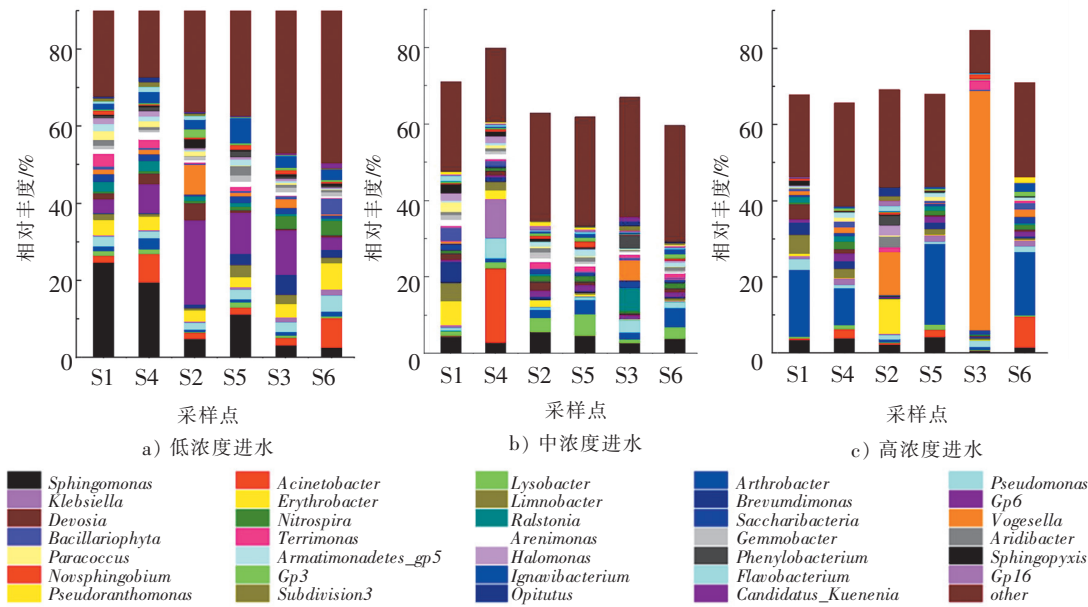 相对丰度/%
80
60
40
20
0
S1 S4 S2 S5 S3 S6
采样点
a) 低浓度进水
相对丰度/%
80
60
40
20
0
S1 S4 S2 S5 S3 S6
采样点
b) 中浓度进水
相对丰度/%
80
60
40
20
0
S1 S4 S2 S5 S3 S6
采样点
c) 高浓度进水
Sphingomonas Acinetobacter Lysobacter Arthrobacter Pseudomonas
Klebsiella Erythrobacter Limnobacter Brevumdimonas Gp6
Devosia Nitrospira Ralstonia Saccharibacteria Vogesella
Bacillariophyta Terrimonas Arenimonas Gemmobacter Aridibacter
Paracoccus Armatimonadetes_gp5 Halomonas Phenylobacterium Sphingopyxis
Novsphingobium Gp3 Ignavibacterium Flavobacterium Gp16
Pseudoranthomonas Subdivision3 Opitutus Candidatus_Kuenenia other